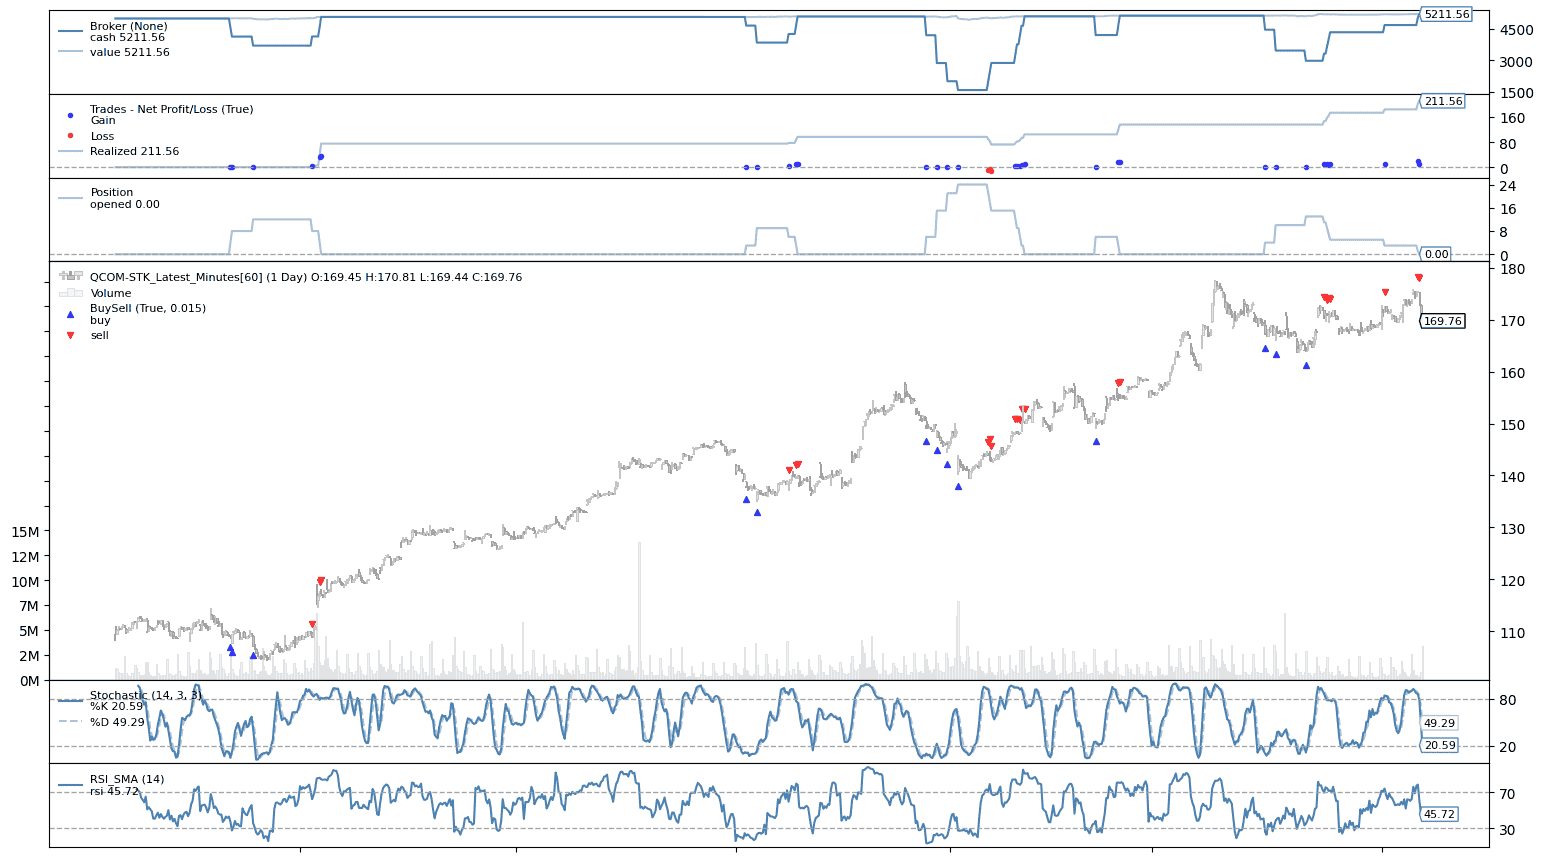 Broker (None)
cash 5211.56
value 5211.56
5211.56
4500
3000
1500
Trades - Net Profit/Loss (True)
Gain
Loss
Realized 211.56
211.56
160
80
0
Position
opened 0.00
24
16
8
0
0.00
QCOM-STK_Latest_Minutes[60] (1 Day) O:169.45 H:170.81 L:169.44 C:169.76
Volume
BuySell (True, 0.015)
buy
sell
180
170
169.76
160
150
140
130
120
110
15M
12M
10M
7M
5M
2M
0M
Stochastic (14, 3, 3)
%K 20.59
%D 49.29
80
49.29
20.59
20
RSI_SMA (14)
rsi 45.72
70
45.72
30